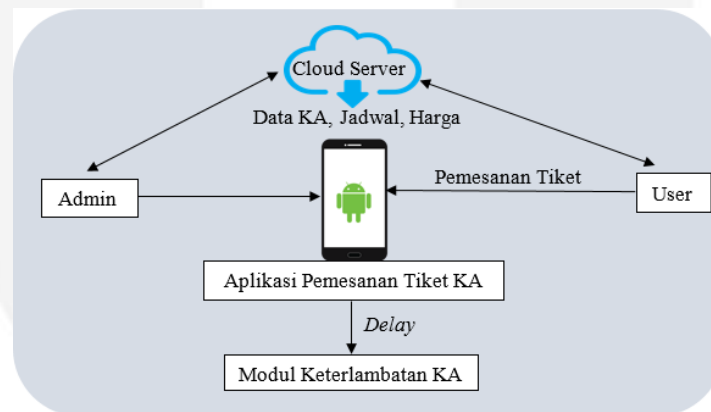 Cloud Server
Data KA, Jadwal, Harga
Admin
Pemesanan Tiket
User
Aplikasi Pemesanan Tiket KA
Delay
Modul Keterlambatan KA